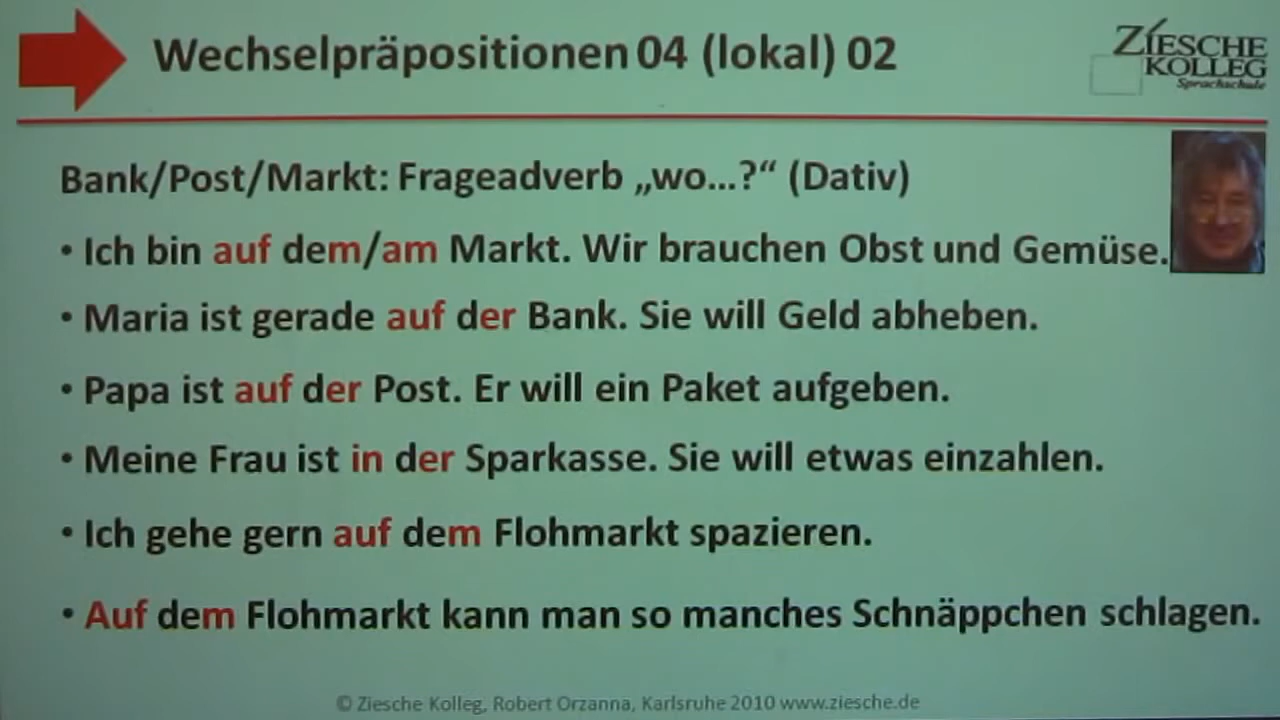 Wechselpräpositionen 04 (lokal) 02
ZIESCHE
KOLLEG
Sprachschule
Bank/Post/Markt: Frageadverb „wo...?“ (Dativ)
• Ich bin auf dem/am Markt. Wir brauchen Obst und Gemüse.
• Maria ist gerade auf der Bank. Sie will Geld abheben.
• Papa ist auf der Post. Er will ein Paket aufgeben.
• Meine Frau ist in der Sparkasse. Sie will etwas einzahlen.
• Ich gehe gern auf dem Flohmarkt spazieren.
• Auf dem Flohmarkt kann man so manches Schnäppchen schlagen.
© Ziesche Kolleg, Robert Orzanna, Karlsruhe 2010 www.ziesche.de